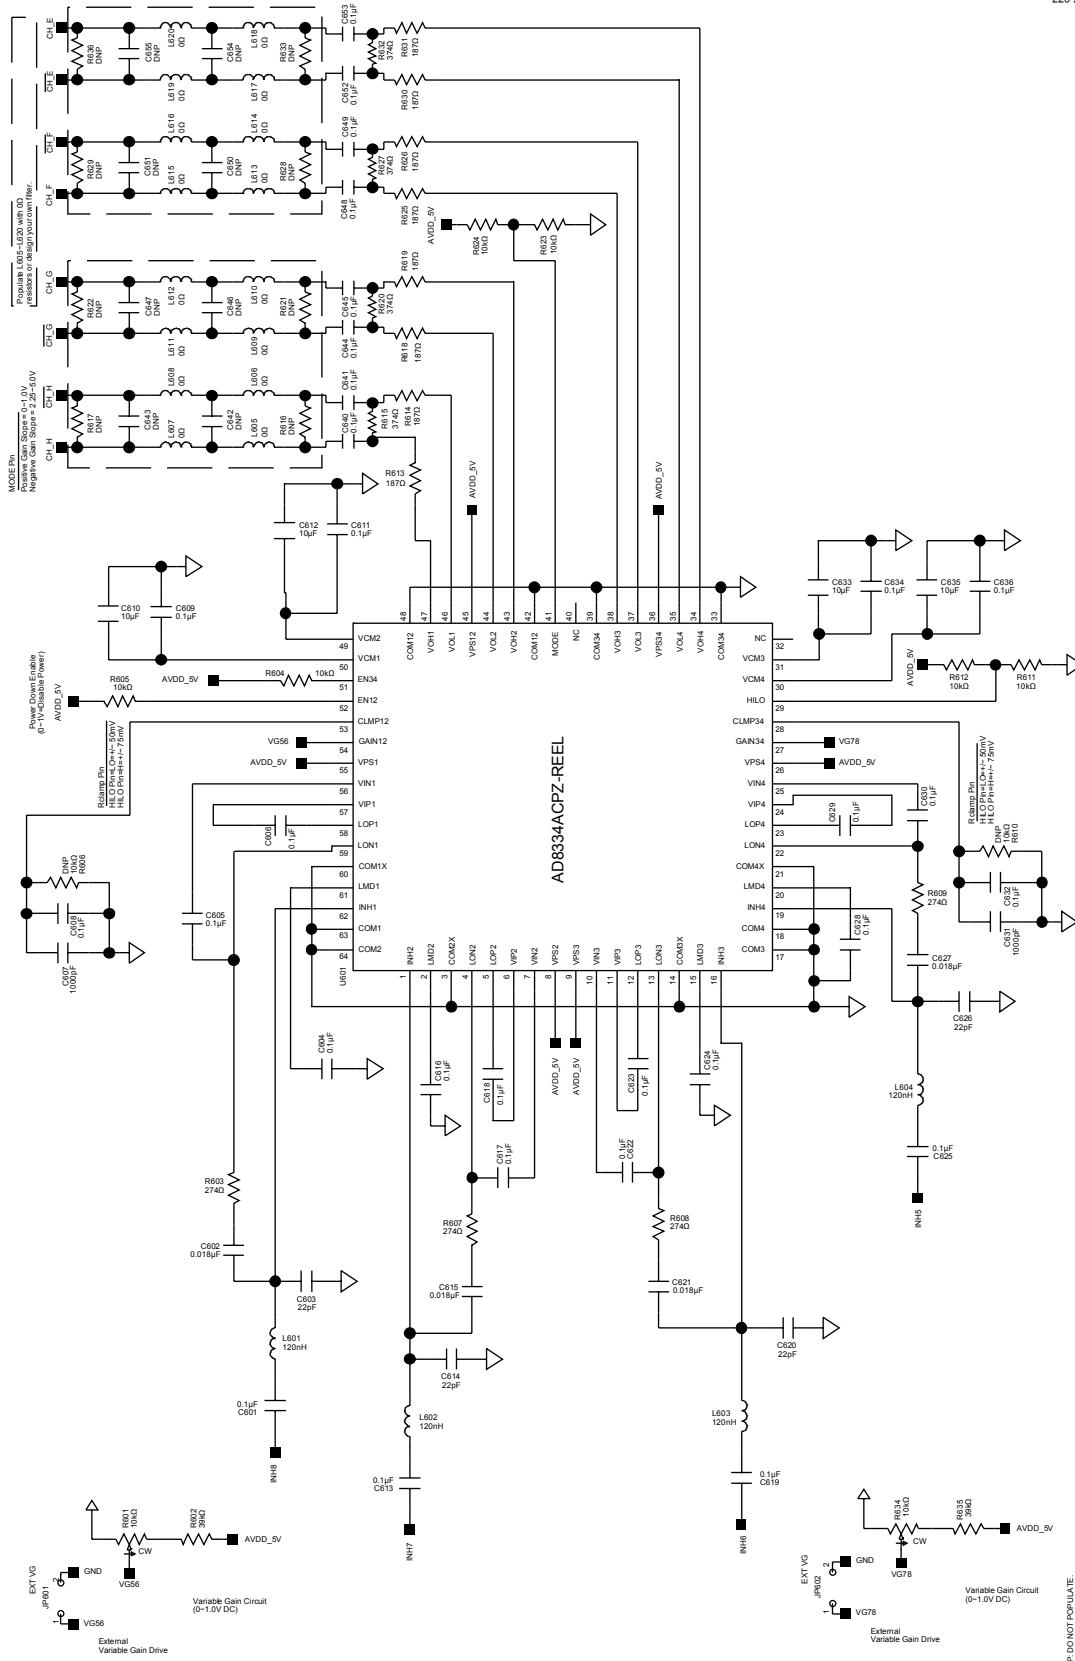 CH_E
R636
DNP
C655
DNP
L620
0Ω
C654
DNP
L618
0Ω
R633
DNP
C653
0.1µF
R632
374Ω
R631
187Ω
CH_E
L619
0Ω
L617
0Ω
C652
0.1µF
R630
187Ω
CH_F
R629
DNP
C651
DNP
L616
0Ω
C650
DNP
L614
0Ω
R628
DNP
C649
0.1µF
R627
374Ω
R626
187Ω
CH_F
L615
0Ω
L613
0Ω
C648
0.1µF
R625
187Ω
Populate L605–L620 with 0Ω
resistors or design your own filter.
AVDD_5V
R624
10kΩ
R623
10kΩ
CH_G
R622
DNP
C647
DNP
L612
0Ω
C646
DNP
L610
0Ω
R621
DNP
C645
0.1µF
R620
374Ω
R619
187Ω
CH_G
L611
0Ω
L609
0Ω
C644
0.1µF
R618
187Ω
CH_H
R617
DNP
C643
DNP
L608
0Ω
C642
DNP
L606
0Ω
R616
DNP
C641
0.1µF
R615
374Ω
R614
187Ω
CH_H
L607
0Ω
L605
0Ω
C640
0.1µF
R613
187Ω
MODE Pin
Positive Gain Slope = 0–1.0V
Negative Gain Slope = 2.25–5.0V
AVDD_5V
AVDD_5V
C612
10µF
C611
0.1µF
C610
10µF
C609
0.1µF
C633
10µF
C634
0.1µF
C635
10µF
C636
0.1µF
48
47
46
45
44
43
42
41
40
39
38
37
36
35
34
33
COM12
VOH1
VOL1
VPS12
VOL2
VOH2
COM12
MODE
NC
COM34
VOH3
VOL3
VPS34
VOL4
VOH4
COM34
Power Down Enable
(0–1V=Disable Power)
AVDD_5V
R605
10kΩ
AVDD_5V
R604
10kΩ
VG56
AVDD_5V
49
VCM2
50
VCM1
51
EN34
52
EN12
53
CLMP12
54
GAIN12
55
VPS1
56
VIN1
57
VIP1
58
LOP1
59
LON1
60
COM1X
61
LMD1
62
INH1
63
COM1
64
COM2
AD8334ACPZ-REEL
U601
NC
32
VCM3
31
VCM4
30
HILO
29
CLMP34
28
GAIN34
27
VPS4
26
VIN4
25
VIP4
24
LOP4
23
LON4
22
COM4X
21
LMD4
20
INH4
19
COM4
18
COM3
17
AVDD_5V
R612
10kΩ
R611
10kΩ
VG78
AVDD_5V
Rclamp Pin
HILO Pin=LO=+/– 50mV
HILO Pin=H=+/– 75mV
Rclamp Pin
HILO Pin=LO=+/– 50mV
HILO Pin=H=+/– 75mV
DNP
10kΩ
R606
C608
0.1µF
C607
1000pF
C606
0.1µF
C605
0.1µF
C629
0.1µF
C630
0.1µF
DNP
10kΩ
R610
C632
0.1µF
C631
1000pF
C628
0.1µF
R609
274Ω
C627
0.018µF
C626
22pF
L604
120nH
0.1µF
C625
INH5
INH2
LMD2
COM2X
LON2
LOP2
VIP2
VIN2
VPS2
VPS3
VIN3
VIP3
LOP3
LON3
COM3X
LMD3
INH3
1
2
3
4
5
6
7
8
9
10
11
12
13
14
15
16
C604
0.1µF
C616
0.1µF
C618
0.1µF
AVDD_5V
AVDD_5V
C623
0.1µF
C624
0.1µF
C617
0.1µF
0.1µF
C622
R603
274Ω
R607
274Ω
R608
274Ω
C602
0.018µF
C603
22pF
C615
0.018µF
C621
0.018µF
L601
120nH
C614
22pF
C620
22pF
0.1µF
C601
INH8
L602
120nH
L603
120nH
0.1µF
C613
INH7
0.1µF
C619
INH6
R601
10kΩ
R602
39kΩ
AVDD_5V
CW
VG56
EXT VG
JP601
2
1
GND
VG56
Variable Gain Circuit
(0–1.0V DC)
External
Variable Gain Drive
R634
10kΩ
R635
39kΩ
AVDD_5V
CW
VG78
EXT VG
JP602
2
1
GND
VG78
Variable Gain Circuit
(0–1.0V DC)
External
Variable Gain Drive
P: DO NOT POPULATE.